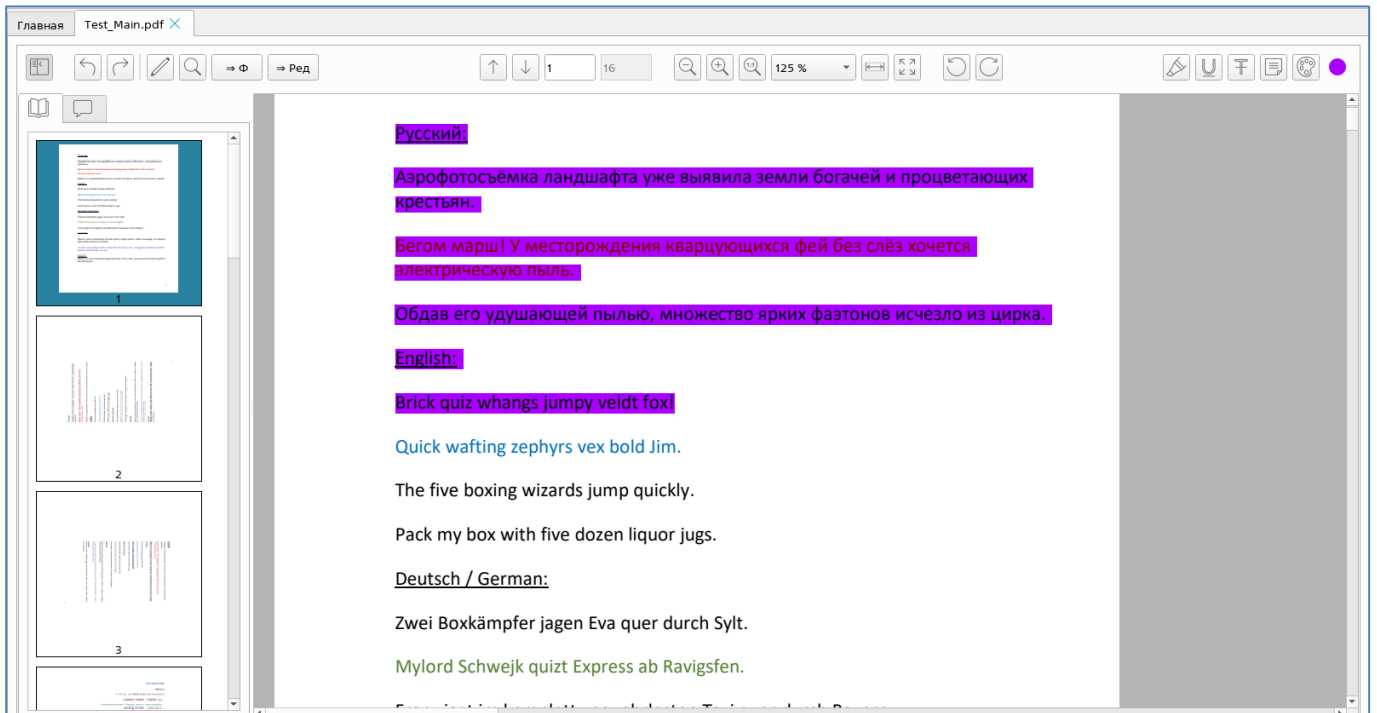 Главная Test_Main.pdf
⇒ Ф ⇒ Ред 1 16 1:1 125 %
Русский:
Аэрофотосъёмка ландшафта уже выявила земли богачей и процветающих
крестьян.
Бегом марш! У месторождения кварцующихся фей без слёз хочется
электрическую пыль.
Обдав его удушающей пылью, множество ярких фаэтонов исчезло из цирка.
English:
Brick quiz whangs jumpy veldt fox!
Quick wafting zephyrs vex bold Jim.
The five boxing wizards jump quickly.
Pack my box with five dozen liquor jugs.
Deutsch / German:
Zwei Boxkämpfer jagen Eva quer durch Sylt.
Mylord Schwejk quizt Express ab Ravigsfen.
1
2
3